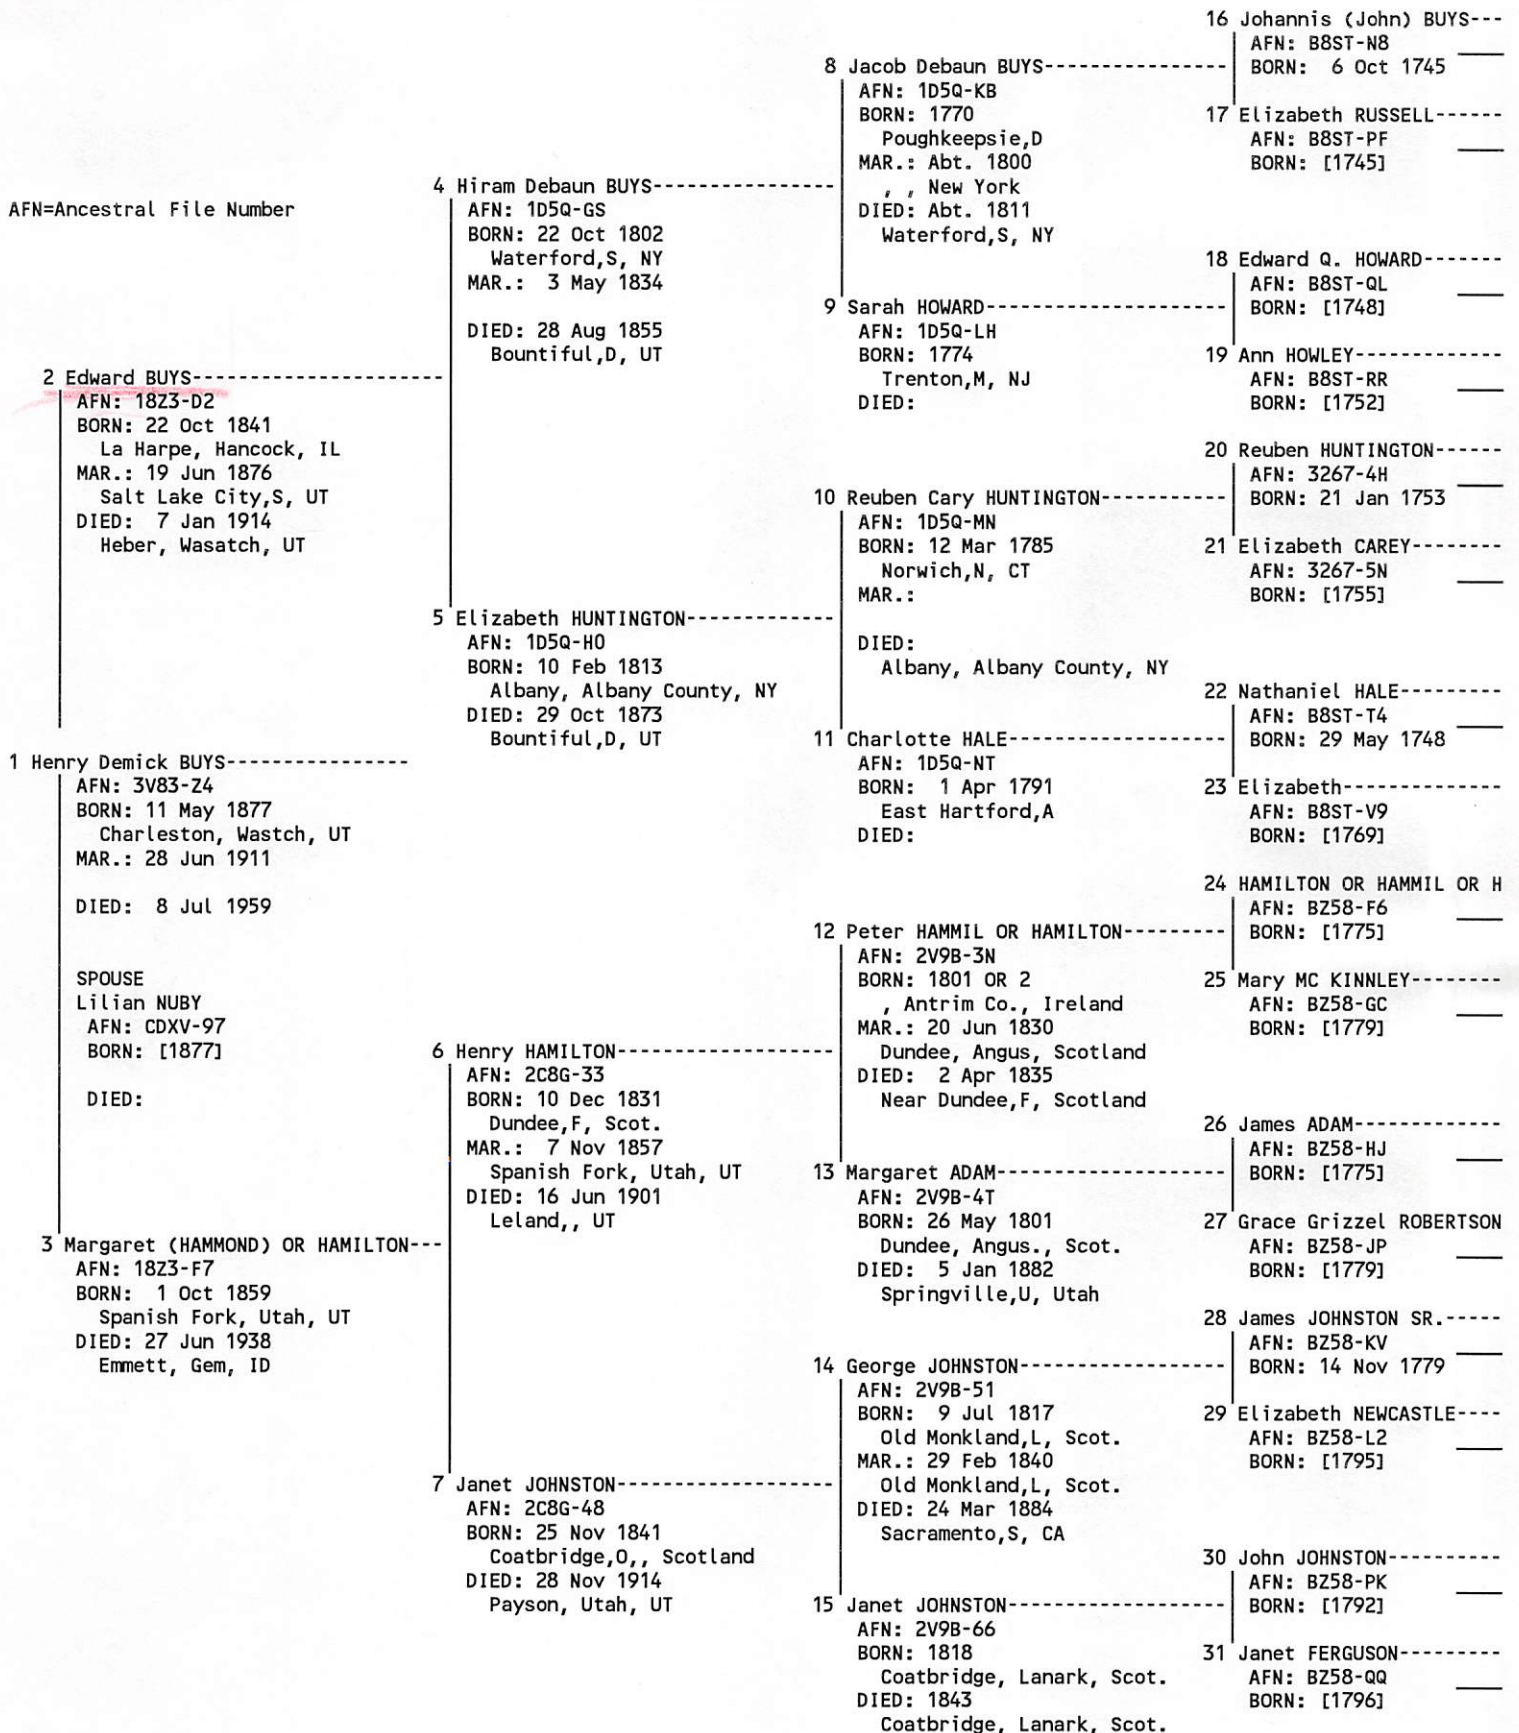 AFN=Ancestral File Number
1 Henry Demick BUYS----------------
AFN: 3V83-Z4
BORN: 11 May 1877
Charleston, Wastch, UT
MAR.: 28 Jun 1911
DIED: 8 Jul 1959
SPOUSE
Lilian NUBY
AFN: CDXV-97
BORN: [1877]
DIED:
2 Edward BUYS----------------------
AFN: 18Z3-D2
BORN: 22 Oct 1841
La Harpe, Hancock, IL
MAR.: 19 Jun 1876
Salt Lake City,S, UT
DIED: 7 Jan 1914
Heber, Wasatch, UT
3 Margaret (HAMMOND) OR HAMILTON---
AFN: 18Z3-F7
BORN: 1 Oct 1859
Spanish Fork, Utah, UT
DIED: 27 Jun 1938
Emmett, Gem, ID
4 Hiram Debaun BUYS----------------
AFN: 1D5Q-GS
BORN: 22 Oct 1802
Waterford,S, NY
MAR.: 3 May 1834
DIED: 28 Aug 1855
Bountiful,D, UT
5 Elizabeth HUNTINGTON-------------
AFN: 1D5Q-H0
BORN: 10 Feb 1813
Albany, Albany County, NY
DIED: 29 Oct 1873
Bountiful,D, UT
6 Henry HAMILTON-------------------
AFN: 2C8G-33
BORN: 10 Dec 1831
Dundee,F, Scot.
MAR.: 7 Nov 1857
Spanish Fork, Utah, UT
DIED: 16 Jun 1901
Leland,, UT
7 Janet JOHNSTON-------------------
AFN: 2C8G-48
BORN: 25 Nov 1841
Coatbridge,O,, Scotland
DIED: 28 Nov 1914
Payson, Utah, UT
8 Jacob Debaun BUYS----------------
AFN: 1D5Q-KB
BORN: 1770
Poughkeepsie,D
MAR.: Abt. 1800
, , New York
DIED: Abt. 1811
Waterford,S, NY
9 Sarah HOWARD---------------------
AFN: 1D5Q-LH
BORN: 1774
Trenton,M, NJ
DIED:
10 Reuben Cary HUNTINGTON-----------
AFN: 1D5Q-MN
BORN: 12 Mar 1785
Norwich,N, CT
MAR.:
DIED:
Albany, Albany County, NY
11 Charlotte HALE-------------------
AFN: 1D5Q-NT
BORN: 1 Apr 1791
East Hartford,A
DIED:
12 Peter HAMMIL OR HAMILTON---------
AFN: 2V9B-3N
BORN: 1801 OR 2
, Antrim Co., Ireland
MAR.: 20 Jun 1830
Dundee, Angus, Scotland
DIED: 2 Apr 1835
Near Dundee,F, Scotland
13 Margaret ADAM--------------------
AFN: 2V9B-4T
BORN: 26 May 1801
Dundee, Angus., Scot.
DIED: 5 Jan 1882
Springville,U, Utah
14 George JOHNSTON------------------
AFN: 2V9B-51
BORN: 9 Jul 1817
Old Monkland,L, Scot.
MAR.: 29 Feb 1840
Old Monkland,L, Scot.
DIED: 24 Mar 1884
Sacramento,S, CA
15 Janet JOHNSTON-------------------
AFN: 2V9B-66
BORN: 1818
Coatbridge, Lanark, Scot.
DIED: 1843
Coatbridge, Lanark, Scot.
16 Johannis (John) BUYS---
AFN: B8ST-N8
BORN: 6 Oct 1745
17 Elizabeth RUSSELL------
AFN: B8ST-PF
BORN: [1745]
18 Edward Q. HOWARD-------
AFN: B8ST-QL
BORN: [1748]
19 Ann HOWLEY-------------
AFN: B8ST-RR
BORN: [1752]
20 Reuben HUNTINGTON------
AFN: 3267-4H
BORN: 21 Jan 1753
21 Elizabeth CAREY--------
AFN: 3267-5N
BORN: [1755]
22 Nathaniel HALE---------
AFN: B8ST-T4
BORN: 29 May 1748
23 Elizabeth--------------
AFN: B8ST-V9
BORN: [1769]
24 HAMILTON OR HAMMIL OR H
AFN: BZ58-F6
BORN: [1775]
25 Mary MC KINNLEY--------
AFN: BZ58-GC
BORN: [1779]
26 James ADAM-------------
AFN: BZ58-HJ
BORN: [1775]
27 Grace Grizzel ROBERTSON
AFN: BZ58-JP
BORN: [1779]
28 James JOHNSTON SR.-----
AFN: BZ58-KV
BORN: 14 Nov 1779
29 Elizabeth NEWCASTLE----
AFN: BZ58-L2
BORN: [1795]
30 John JOHNSTON----------
AFN: BZ58-PK
BORN: [1792]
31 Janet FERGUSON---------
AFN: BZ58-QQ
BORN: [1796]